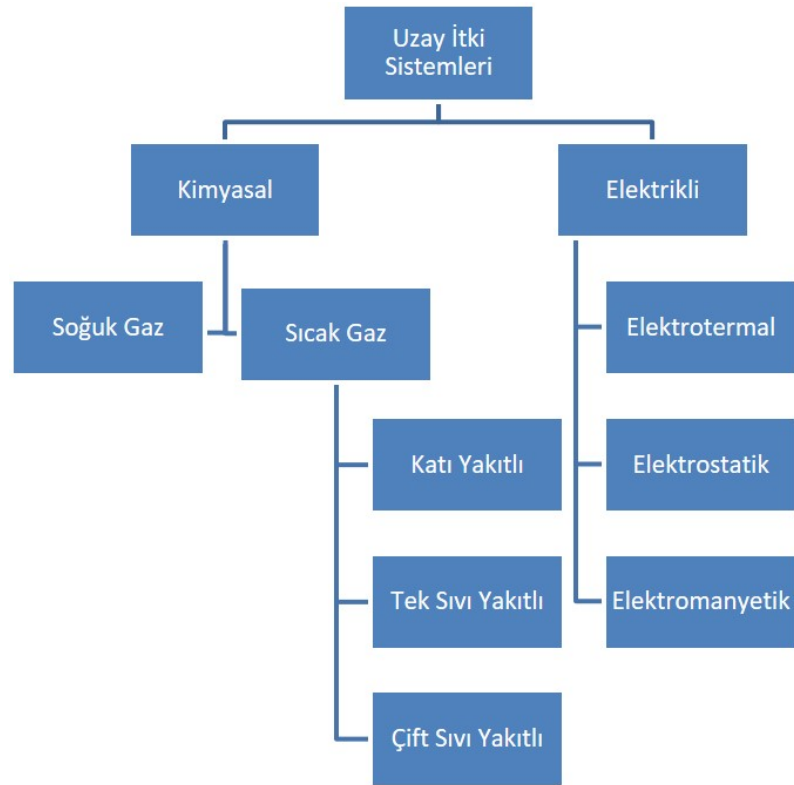 Uzay İtki
Sistemleri
Kimyasal
Elektrikli
Soğuk Gaz
Sıcak Gaz
Elektrotermal
Katı Yakıtlı
Elektrostatik
Tek Sıvı Yakıtlı
Elektromanyetik
Çift Sıvı Yakıtlı